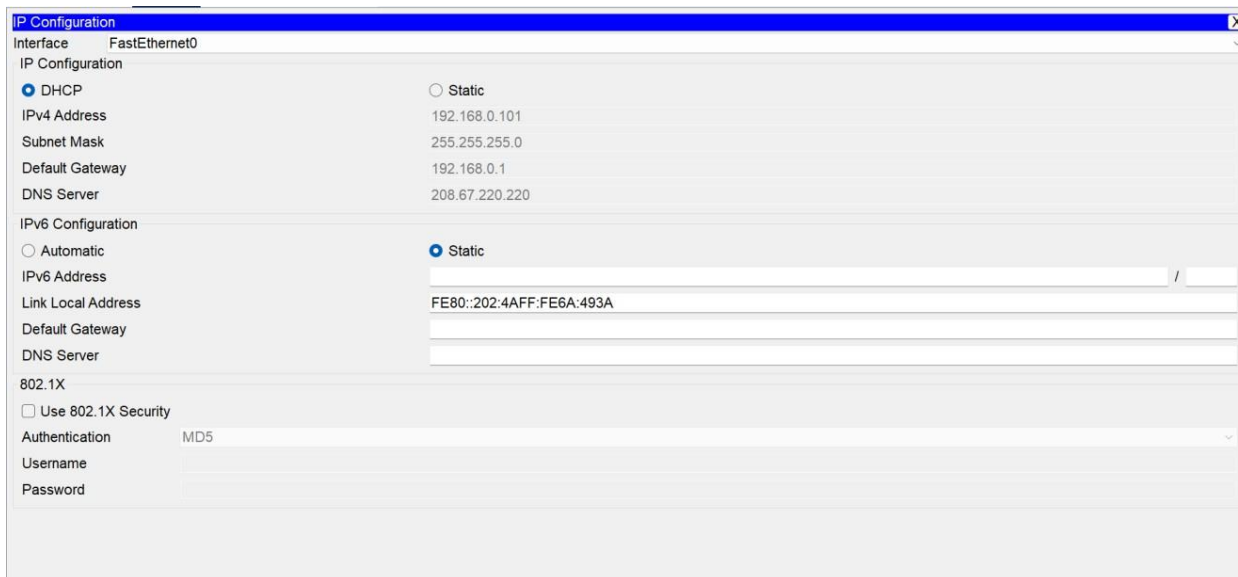 IP Configuration X
Interface FastEthernet0
IP Configuration
DHCP Static
IPv4 Address 192.168.0.101
Subnet Mask 255.255.255.0
Default Gateway 192.168.0.1
DNS Server 208.67.220.220
IPv6 Configuration
Automatic Static
IPv6 Address /
Link Local Address FE80::202:4AFF:FE6A:493A
Default Gateway
DNS Server
802.1X
Use 802.1X Security
Authentication MD5
Username
Password